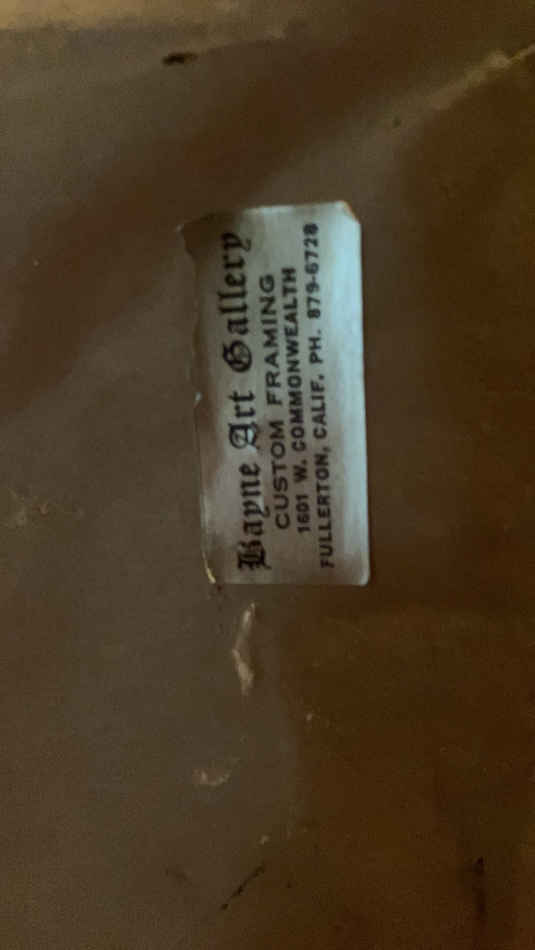 Bayne Art Gallery
CUSTOM FRAMING
1601 W. COMMONWEALTH
FULLERTON, CALIF. PH. 879-6728